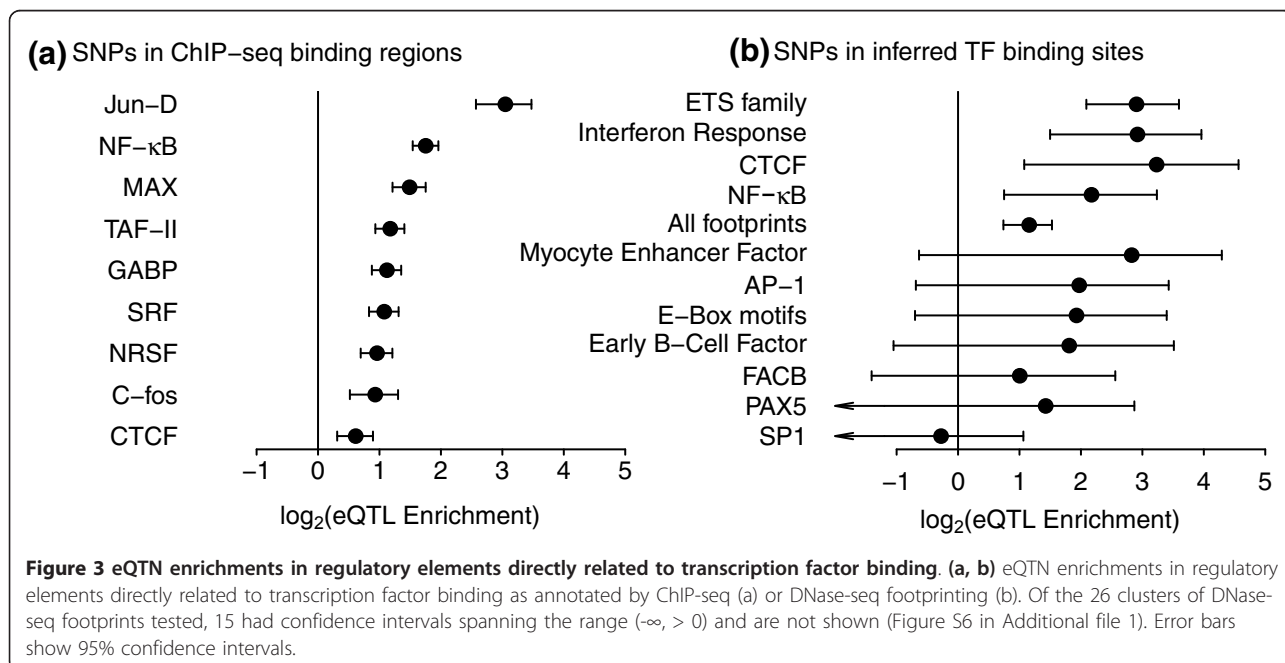 (a) SNPs in ChIP−seq binding regions
Jun−D
NF−κB
MAX
TAF−II
GABP
SRF
NRSF
C−fos
CTCF
−1 0 1 2 3 4 5
log2(eQTL Enrichment)
(b) SNPs in inferred TF binding sites
ETS family
Interferon Response
CTCF
NF−κB
All footprints
Myocyte Enhancer Factor
AP−1
E−Box motifs
Early B−Cell Factor
FACB
PAX5
SP1
−1 0 1 2 3 4 5
log2(eQTL Enrichment)
Figure 3 eQTN enrichments in regulatory elements directly related to transcription factor binding. (a, b) eQTN enrichments in regulatory
elements directly related to transcription factor binding as annotated by ChIP-seq (a) or DNase-seq footprinting (b). Of the 26 clusters of DNase-
seq footprints tested, 15 had confidence intervals spanning the range (-∞, > 0) and are not shown (Figure S6 in Additional file 1). Error bars
show 95% confidence intervals.